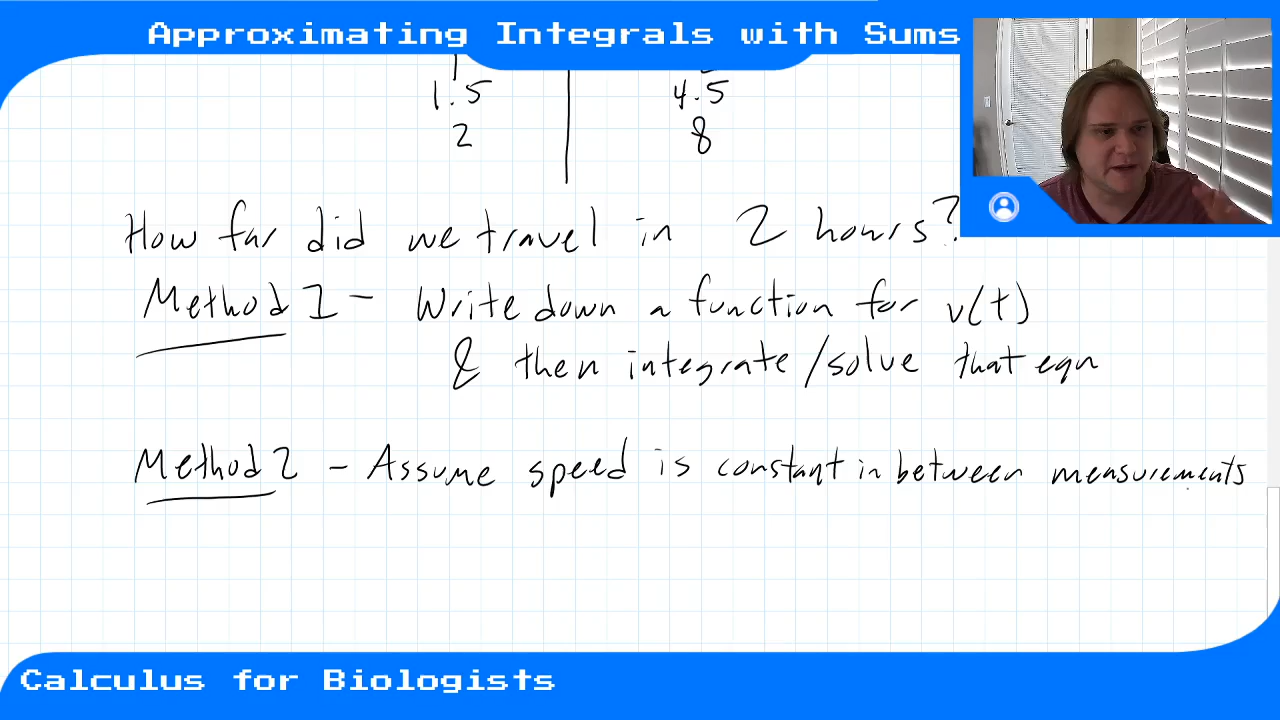 Approximating Integrals with Sums
1.5 4.5
2 8
How far did we travel in 2 hours?
Method 1 - Write down a function for v(t)
& then integrate/solve that eqn
Method 2 - Assume speed is constant in between measurements
Calculus for Biologists